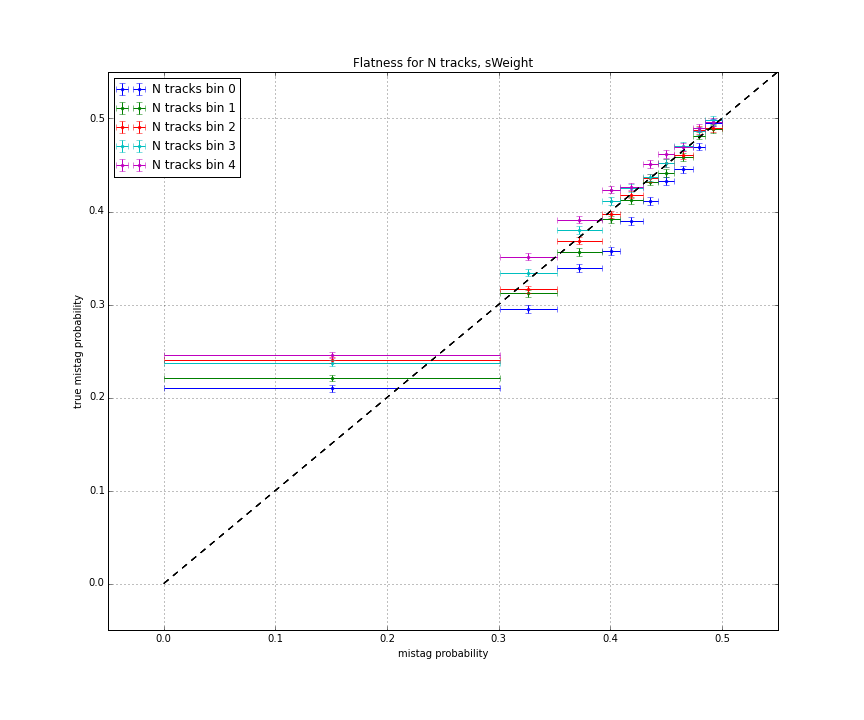 Flatness for N tracks, sWeight
N tracks bin 0
N tracks bin 1
N tracks bin 2
N tracks bin 3
N tracks bin 4
true mistag probability
0.5
0.4
0.3
0.2
0.1
0.0
0.0 0.1 0.2 0.3 0.4 0.5
mistag probability